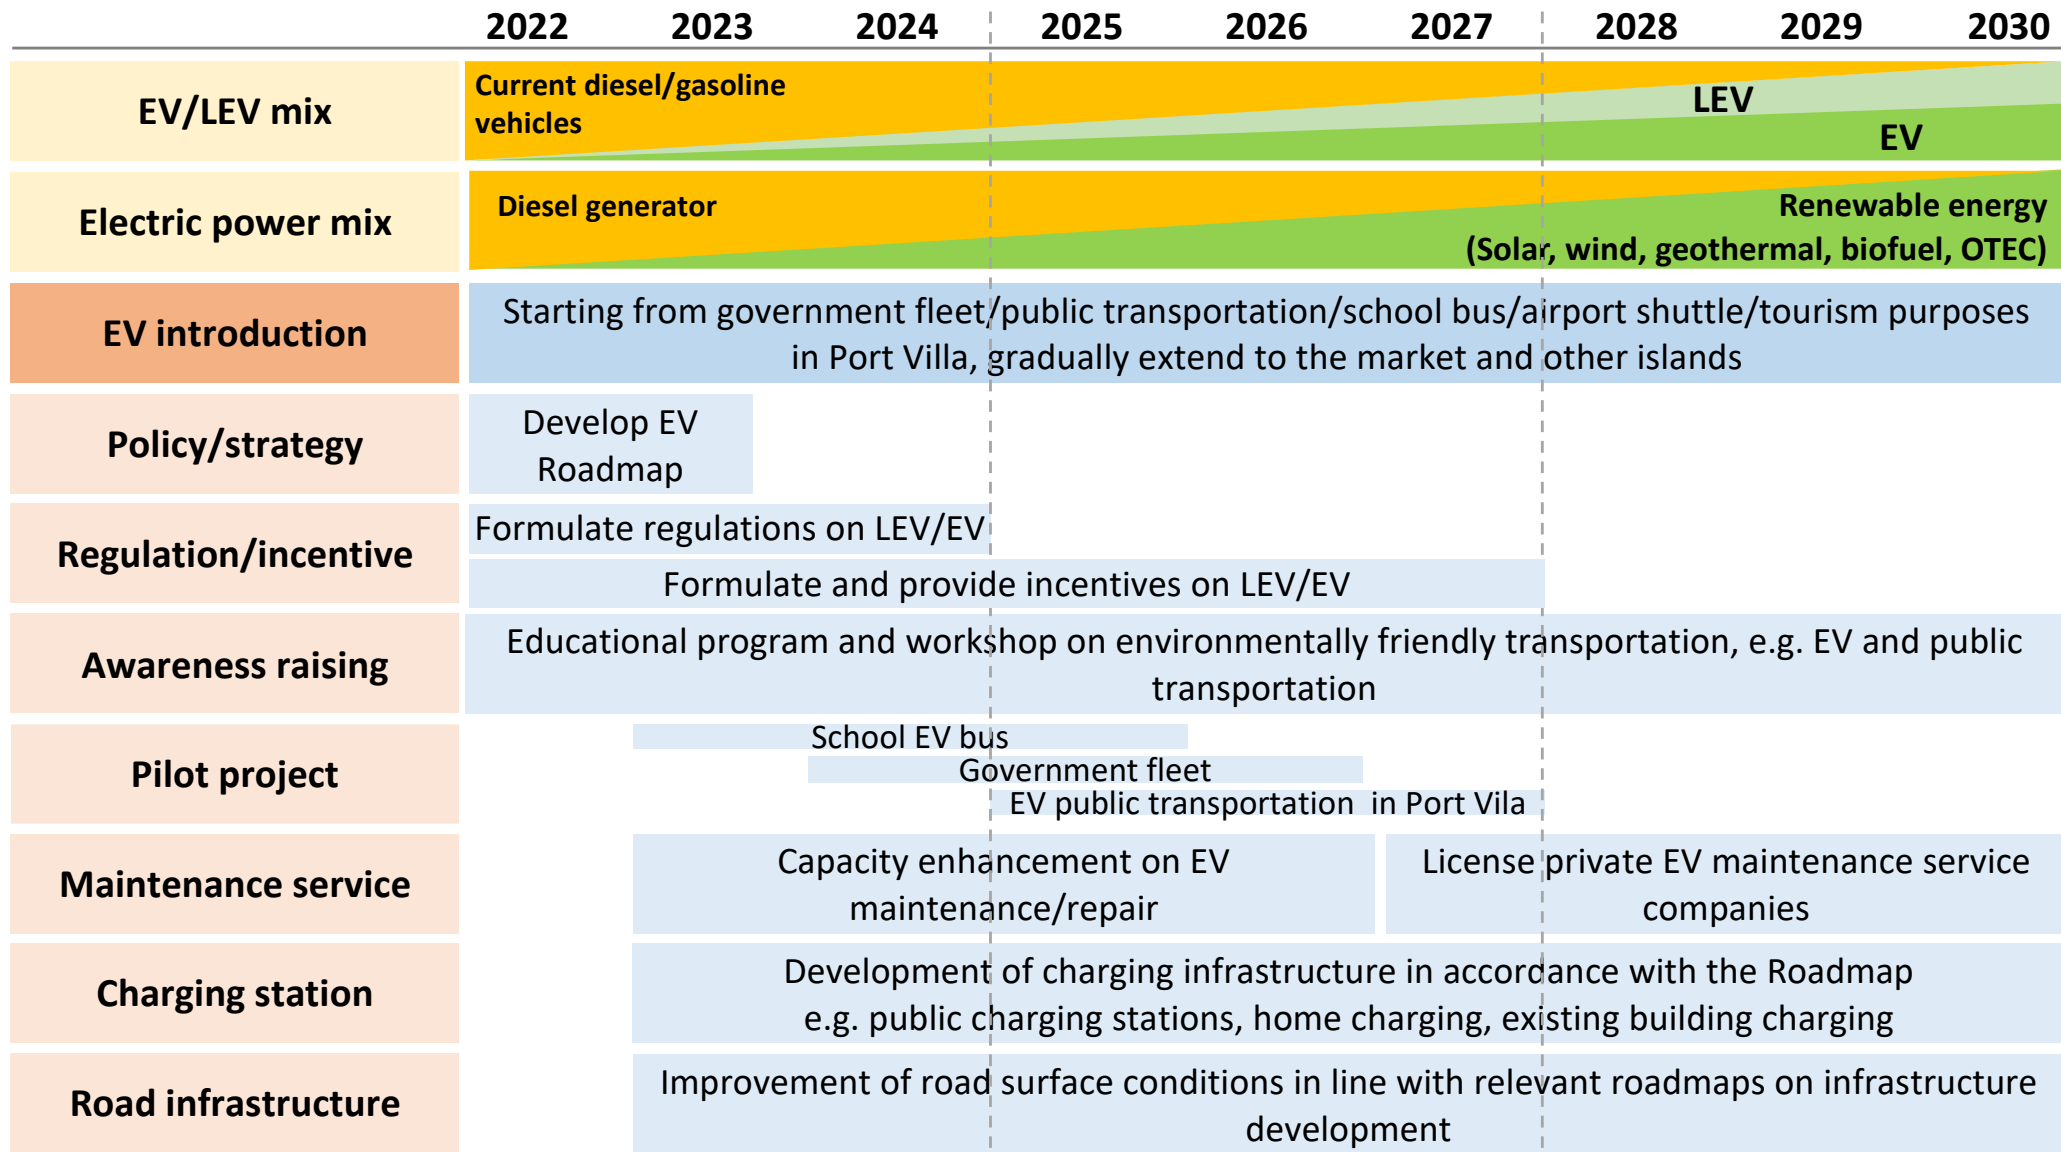 2022 2023 2024 2025 2026 2027 2028 2029 2030
EV/LEV mix
Current diesel/gasoline
vehicles
LEV
EV
Electric power mix
Diesel generator
Renewable energy
(Solar, wind, geothermal, biofuel, OTEC)
EV introduction
Starting from government fleet/public transportation/school bus/airport shuttle/tourism purposes
in Port Villa, gradually extend to the market and other islands
Policy/strategy
Develop EV
Roadmap
Regulation/incentive
Formulate regulations on LEV/EV
Formulate and provide incentives on LEV/EV
Awareness raising
Educational program and workshop on environmentally friendly transportation, e.g. EV and public
transportation
Pilot project
School EV bus
Government fleet
EV public transportation in Port Vila
Maintenance service
Capacity enhancement on EV
maintenance/repair
License private EV maintenance service
companies
Charging station
Development of charging infrastructure in accordance with the Roadmap
e.g. public charging stations, home charging, existing building charging
Road infrastructure
Improvement of road surface conditions in line with relevant roadmaps on infrastructure
development